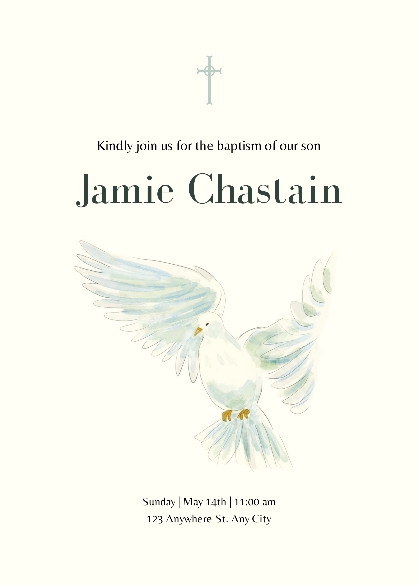 Kindly join us for the baptism of our son
Jamie Chastain
Sunday | May 14th | 11:00 am
123 Anywhere St. Any City